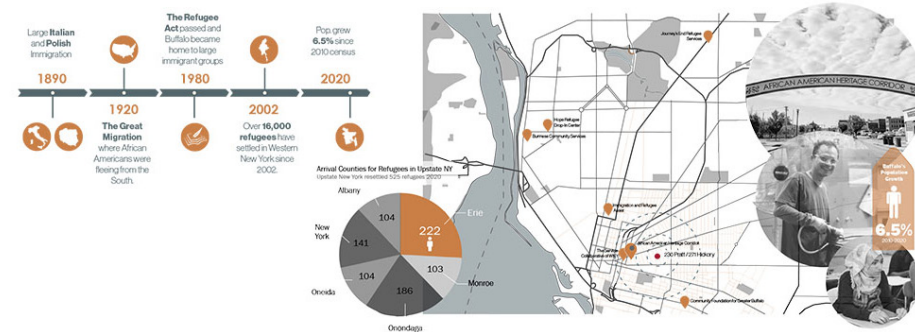 Large Italian
and Polish
Immigration
1890
1920
The Great
Migration
where African
Americans were
fleeing from the
South.
The Refugee
Act passed and
Buffalo became
home to large
immigrant groups
1980
2002
Over 16,000
refugees have
settled in Western
New York since
2002.
Pop. grew
6.5% since
2010 census
2020
Arrival Counties for Refugees in Upstate NY
Upstate New York resettled 525 refugees 2020
Albany
104
Erie
222
New
York
141
103
Monroe
Oneida
104
186
Onondaga
Journey's End Refugee
Services
Hope Refugee
Drop-In Center
Burmese Community Services
Immigration and Refugee
African American Heritage Corridor
230 Pratt / 271 Hickory
Community Foundation for Greater Buffalo
AFRICAN AMERICAN HERITAGE CORRIDOR
Buffalo's
Population
Growth
6.5%